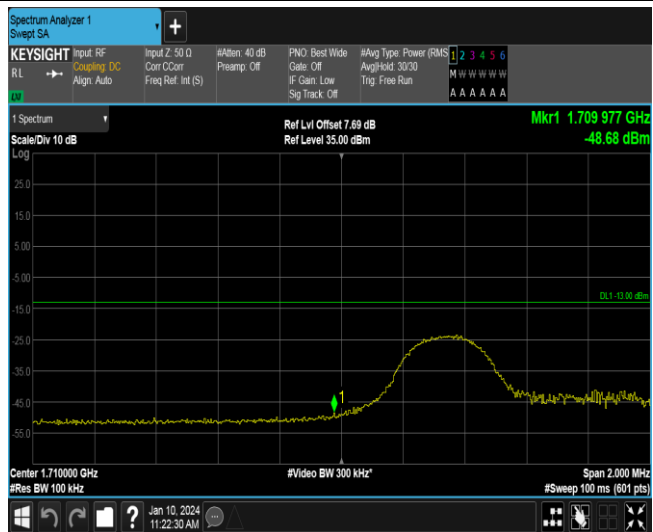 Spectrum Analyzer 1
Swept SA
+
KEYSIGHT
RL
Input: RF
Coupling: DC
Align: Auto
Input Z: 50 Ω
Corr CCorr
Freq Ref: Int (S)
#Atten: 40 dB
Preamp: Off
PNO: Best Wide
Gate: Off
IF Gain: Low
Sig Track: Off
#Avg Type: Power (RMS
Avg|Hold: 30/30
Trig: Free Run
1 2 3 4 5 6
M W W W W W
A A A A A A
1 Spectrum
Scale/Div 10 dB
Log
Ref Lvl Offset 7.69 dB
Ref Level 35.00 dBm
Mkr1 1.709 977 GHz
-48.68 dBm
25.0
15.0
5.00
-5.00
DL1 -13.00 dBm
-15.0
-25.0
-35.0
1
-45.0
-55.0
Center 1.710000 GHz
#Res BW 100 kHz
#Video BW 300 kHz*
Span 2.000 MHz
#Sweep 100 ms (601 pts)
?
Jan 10, 2024
11:22:30 AM